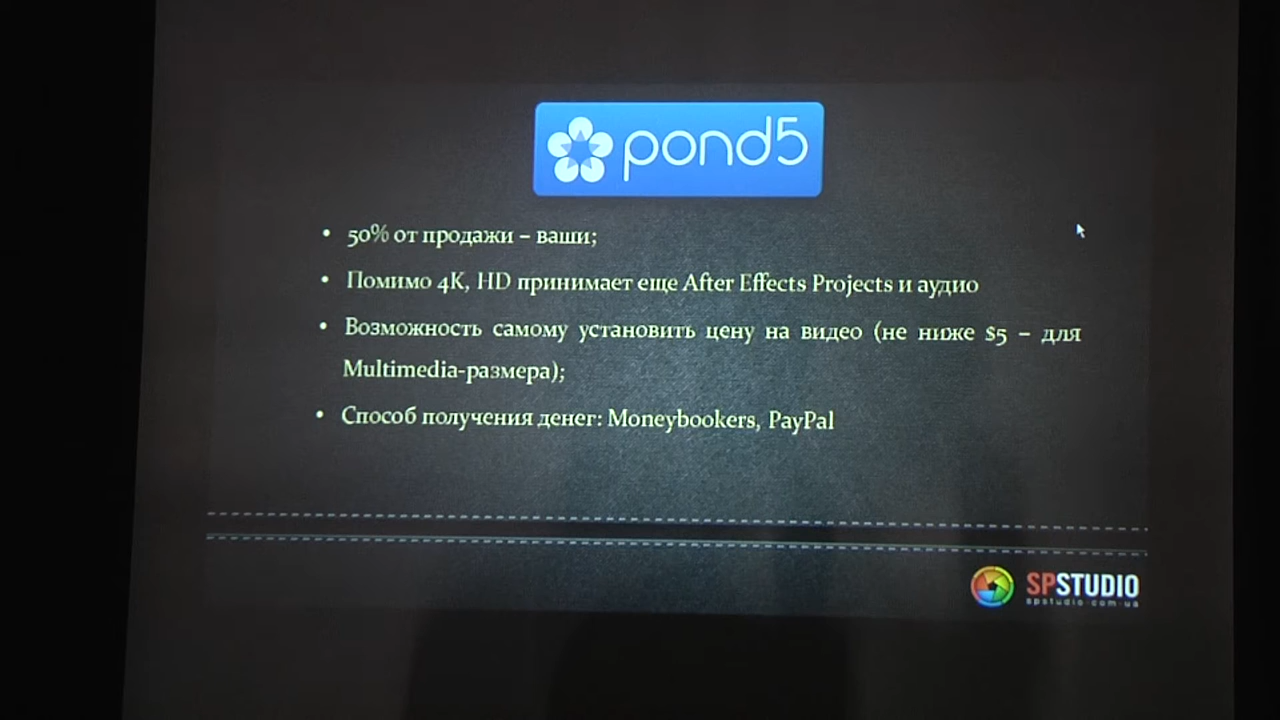 pond5
• 50% от продажи – ваши;
• Помимо 4K, HD принимает еще After Effects Projects и аудио
• Возможность самому установить цену на видео (не ниже $5 – для
Multimedia-размера);
• Способ получения денег: Moneybookers, PayPal
SPSTUDIO
spstudio.com.ua